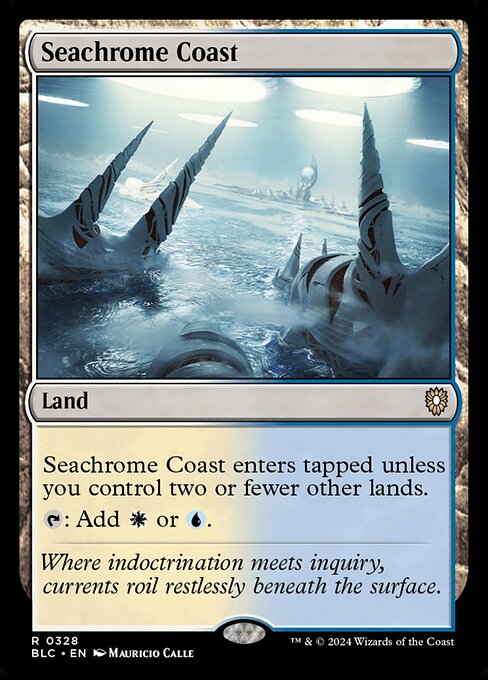 Seachrome Coast
Land
Seachrome Coast enters tapped unless
you control two or fewer other lands.
: Add or .
Where indoctrination meets inquiry,
currents roil restlessly beneath the surface.
R 0328
BLC • EN Mauricio Calle
™ & © 2024 Wizards of the Coast